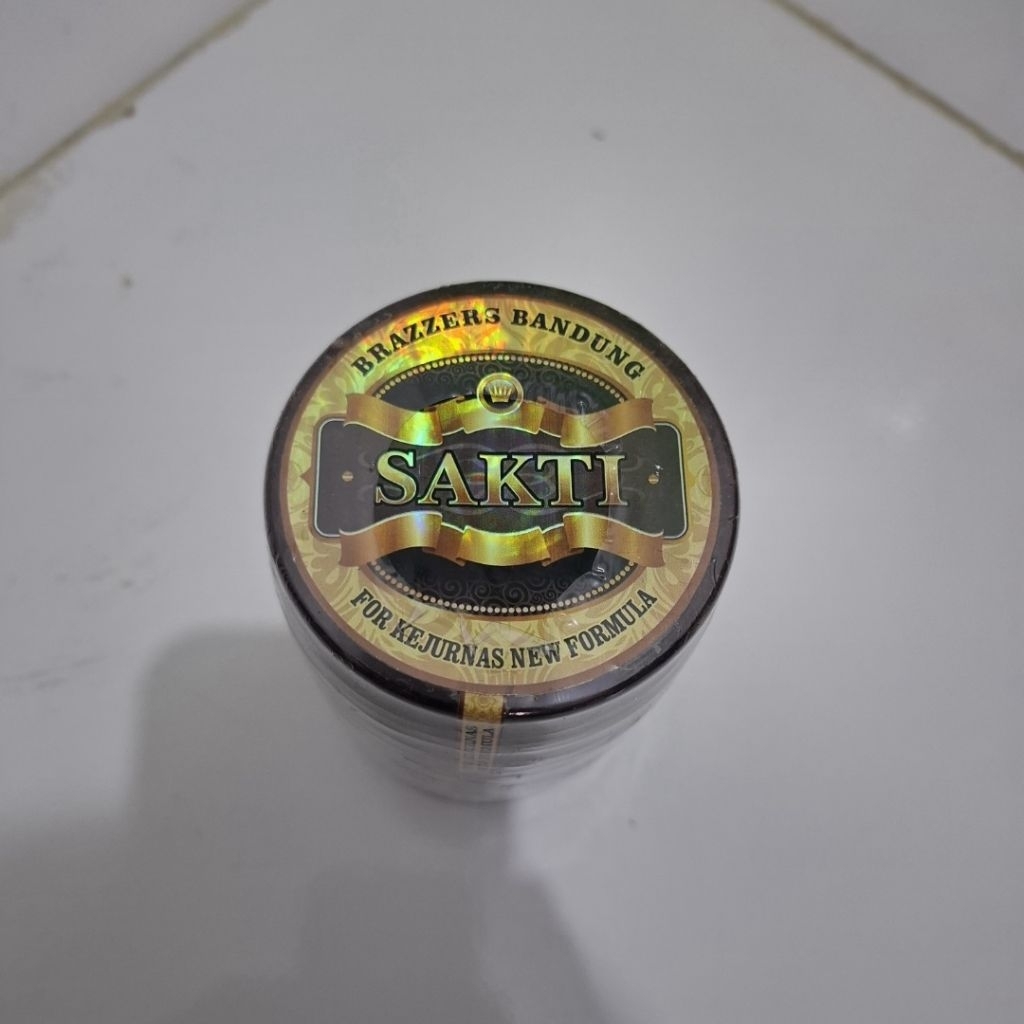 BRAZZERS BANDUNG
SAKTI
FOR KEJURNAS NEW FORMULA